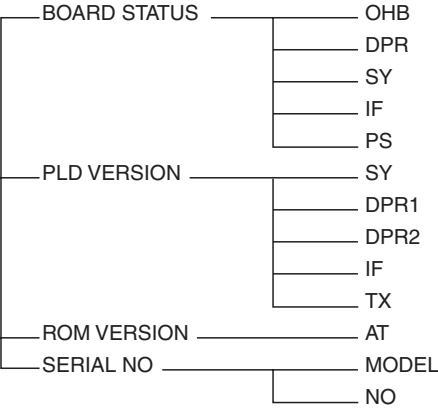 BOARD STATUS OHB
DPR
SY
IF
PS
PLD VERSION SY
DPR1
DPR2
IF
TX
ROM VERSION AT
SERIAL NO MODEL
NO